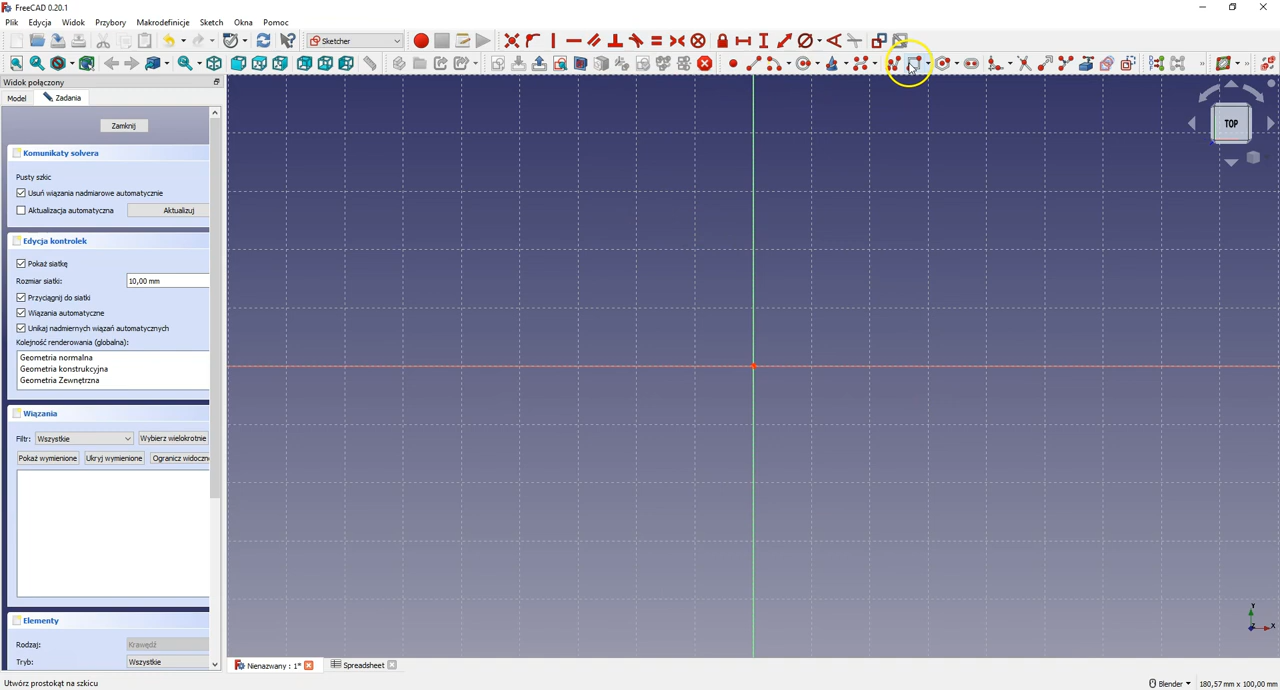 FreeCAD 0.20.1
Plik Edycja Widok Przybory Makrodefinicje Sketch Okna Pomoc
Sketcher
Widok połączony
Model Zadania
Zamknij
Komunikaty solvera
Pusty szkic
Usuń wiązania nadmiarowe automatycznie
Aktualizacja automatyczna Aktualizuj
Edycja kontrolek
Pokaż siatkę
Rozmiar siatki: 10,00 mm
Przyciągnij do siatki
Wiązania automatyczne
Unikaj nadmiernych wiązań automatycznych
Kolejność renderowania (globalna):
Geometria normalna
Geometria konstrukcyjna
Geometria Zewnętrzna
Wiązania
Filtr: Wszystkie Wybierz wielokrotnie
Pokaż wymienione Ukryj wymienione Ogranicz widoczn
Elementy
Rodzaj: Krawędź
Tryb: Wszystkie
TOP
Y
Z X
Nienazwany : 1* Spreadsheet
Utwórz prostokąt na szkicu
Blender 180,57 mm x 100,00 mm